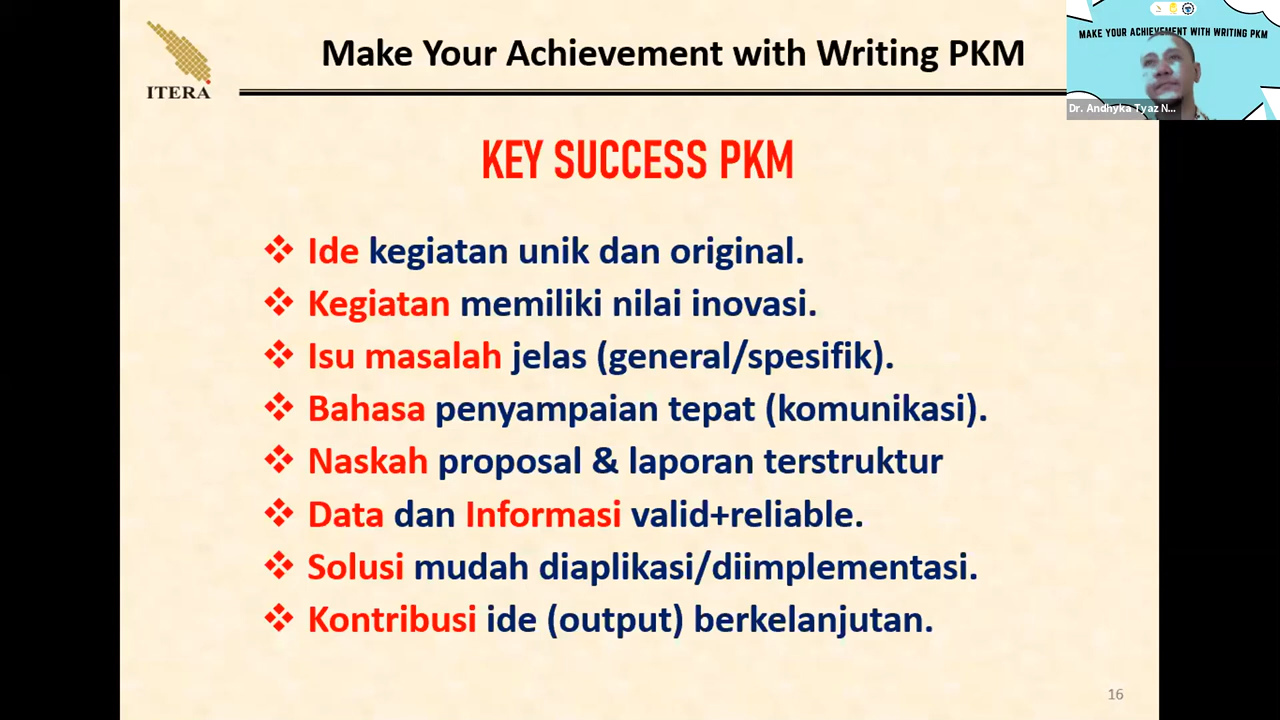 ITERA
Make Your Achievement with Writing PKM
MAKE YOUR ACHIEVEMENT WITH WRITING PKM
Dr. Andhyka Tyaz N...
KEY SUCCESS PKM
Ide kegiatan unik dan original.
Kegiatan memiliki nilai inovasi.
Isu masalah jelas (general/spesifik).
Bahasa penyampaian tepat (komunikasi).
Naskah proposal & laporan terstruktur
Data dan Informasi valid+reliable.
Solusi mudah diaplikasi/diimplementasi.
Kontribusi ide (output) berkelanjutan.
16